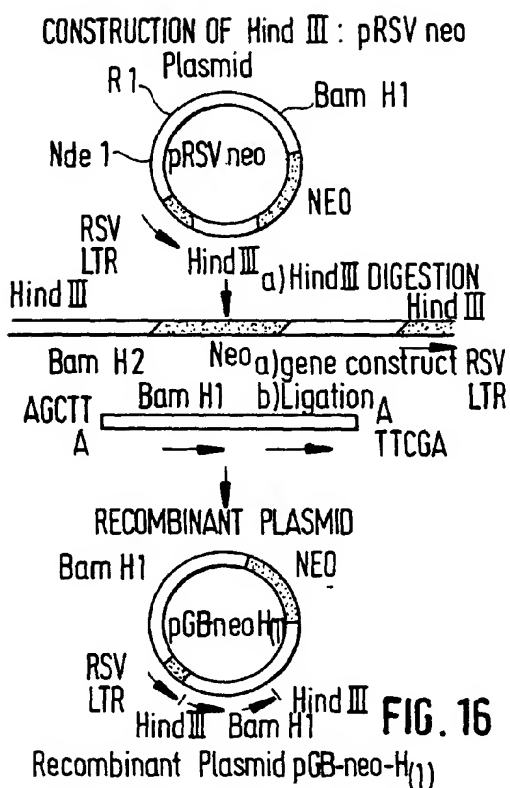 CONSTRUCTION OF Hind III : pRSV neo
Plasmid
R1
Bam H1
Nde 1
pRSV neo
NEO
RSV
LTR
Hind III
a) Hind III DIGESTION
Hind III
Hind III
Bam H2
Neo
a) gene construct
RSV
LTR
Bam H1
b) Ligation
AGCTT
A
A
TTCGA
RECOMBINANT PLASMID
Bam H1
NEO
pGB-neo H(1)
RSV
LTR
Hind III
Bam H1
Hind III
FIG. 16
Recombinant Plasmid pGB-neo-H(1)